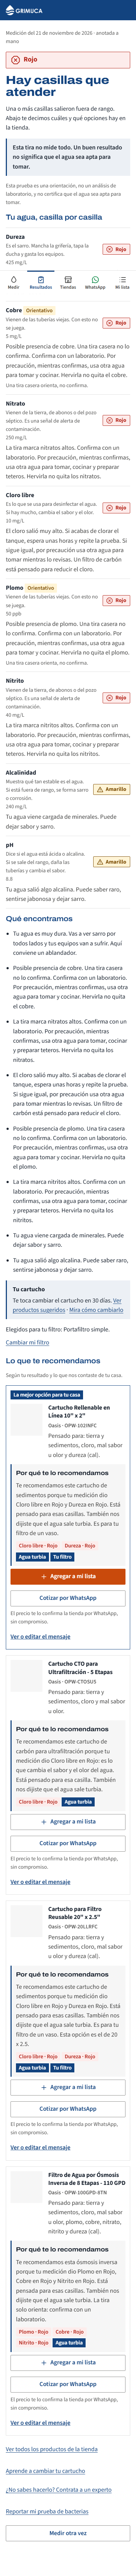 GRIMUCA
Medición del 21 de noviembre de 2026 · anotada a
mano
Rojo
Hay casillas que
atender
Una o más casillas salieron fuera de rango.
Abajo te decimos cuáles y qué producto hay en
la tienda.
Esta tira no mide todo. Un buen resultado
no significa que el agua sea apta para
tomar.
Esta prueba es una orientación, no un análisis de
laboratorio, y no certifica que el agua sea apta para
tomar.
Tu agua, casilla por casilla
Dureza
Es el sarro. Mancha la grifería, tapa la
ducha y gasta los equipos.
425 mg/L
Rojo
Medir
Resultados
Tiendas
WhatsApp
Mi lista
Cobre Orientativo
Vienen de las tuberías viejas. Con esto no
se juega.
5 mg/L
Rojo
Posible presencia de cobre. Una tira casera
no lo confirma. Confirma con un laboratorio.
Por precaución, mientras confirmas, usa
otra agua para tomar, cocinar y preparar
teteros. Hervirla no quita el cobre.
Una tira casera orienta, no confirma.
Nitrato
Vienen de la tierra, de abonos o del pozo
séptico. Es una señal de alerta de
contaminación.
250 mg/L
Rojo
La tira marca nitratos altos. Confirma con un
laboratorio. Por precaución, mientras confirmas,
usa otra agua para tomar, cocinar y preparar
teteros. Hervirla no quita los nitratos.
Cloro libre
Es lo que se usa para desinfectar el agua.
Si hay mucho, cambia el sabor y el olor.
10 mg/L
Rojo
El cloro salió muy alto. Si acabas de clorar el
tanque, espera unas horas y repite la prueba. Si
sigue igual, por precaución usa otra agua para
tomar mientras lo revisas. Un filtro de carbón
está pensado para reducir el cloro.
Plomo Orientativo
Vienen de las tuberías viejas. Con esto no
se juega.
50 ppb
Rojo
Posible presencia de plomo. Una tira casera no
lo confirma. Confirma con un laboratorio. Por
precaución, mientras confirmas, usa otra agua
para tomar y cocinar. Hervirla no quita el plomo.
Una tira casera orienta, no confirma.
Nitrito
Vienen de la tierra, de abonos o del pozo
séptico. Es una señal de alerta de
contaminación.
40 mg/L
Rojo
La tira marca nitritos altos. Confirma con un
laboratorio. Por precaución, mientras confirmas,
usa otra agua para tomar, cocinar y preparar
teteros. Hervirla no quita los nitritos.
Alcalinidad
Muestra qué tan estable es el agua.
Si está fuera de rango, se forma sarro
o corrosión.
240 mg/L
Amarillo
Tu agua viene cargada de minerales. Puede
dejar sabor y sarro.
pH
Dice si el agua está ácida o alcalina.
Si se sale del rango, daña las
tuberías y cambia el sabor.
8.8
Amarillo
Tu agua salió algo alcalina. Puede saber raro,
sentirse jabonosa y dejar sarro.
Qué encontramos
• Tu agua es muy dura. Vas a ver sarro por
todos lados y tus equipos van a sufrir. Aquí
conviene un ablandador.
• Posible presencia de cobre. Una tira casera
no lo confirma. Confirma con un laboratorio.
Por precaución, mientras confirmas, usa otra
agua para tomar y cocinar. Hervirla no quita
el cobre.
• La tira marca nitratos altos. Confirma con un
laboratorio. Por precaución, mientras
confirmas, usa otra agua para tomar, cocinar
y preparar teteros. Hervirla no quita los
nitratos.
• El cloro salió muy alto. Si acabas de clorar el
tanque, espera unas horas y repite la prueba.
Si sigue igual, por precaución usa otra agua
para tomar mientras lo revisas. Un filtro de
carbón está pensado para reducir el cloro.
• Posible presencia de plomo. Una tira casera
no lo confirma. Confirma con un laboratorio.
Por precaución, mientras confirmas, usa otra
agua para tomar y cocinar. Hervirla no quita
el plomo.
• La tira marca nitritos altos. Confirma con un
laboratorio. Por precaución, mientras
confirmas, usa otra agua para tomar, cocinar
y preparar teteros. Hervirla no quita los
nitritos.
• Tu agua viene cargada de minerales. Puede
dejar sabor y sarro.
• Tu agua salió algo alcalina. Puede saber raro,
sentirse jabonosa y dejar sarro.
Tu cartucho
Te toca cambiar el cartucho en 30 días. Ver
productos sugeridos · Mira cómo cambiarlo
Elegidos para tu filtro: Portafiltro simple.
Cambiar mi filtro
Lo que te recomendamos
Según tu resultado y lo que nos contaste de tu casa.
La mejor opción para tu casa
Cartucho Rellenable en
Línea 10" x 2"
Oasis · OPW-102INFC
Pensado para: tierra y
sedimentos, cloro, mal sabor
u olor y dureza (cal).
Por qué te lo recomendamos
Te recomendamos este cartucho de
sedimentos porque tu medición dio
Cloro libre en Rojo y Dureza en Rojo. Está
pensado para esas casillas. También nos
dijiste que el agua sale turbia. Es para tu
filtro de un vaso.
Cloro libre · Rojo
Dureza · Rojo
Agua turbia
Tu filtro
+ Agregar a mi lista
Cotizar por WhatsApp
El precio te lo confirma tu tienda por WhatsApp,
sin compromiso.
Ver o editar el mensaje
Cartucho CTO para
Ultrafiltración - 5 Etapas
Oasis · OPW-CTO5US
Pensado para: tierra y
sedimentos, cloro y mal sabor
u olor.
Por qué te lo recomendamos
Te recomendamos este cartucho de
carbón para ultrafiltración porque tu
medición dio Cloro libre en Rojo: es lo
que cambia el sabor y el olor del agua.
Está pensado para esa casilla. También
nos dijiste que el agua sale turbia.
Cloro libre · Rojo
Agua turbia
+ Agregar a mi lista
Cotizar por WhatsApp
El precio te lo confirma tu tienda por WhatsApp,
sin compromiso.
Ver o editar el mensaje
Cartucho para Filtro
Reusable 20" x 2.5"
Oasis · OPW-20LLRFC
Pensado para: tierra y
sedimentos, cloro, mal sabor
u olor y dureza (cal).
Por qué te lo recomendamos
Te recomendamos este cartucho de
sedimentos porque tu medición dio
Cloro libre en Rojo y Dureza en Rojo. Está
pensado para esas casillas. También nos
dijiste que el agua sale turbia. Es para tu
filtro de un vaso. Esta opción es el de 20
x 2.5.
Cloro libre · Rojo
Dureza · Rojo
Agua turbia
Tu filtro
+ Agregar a mi lista
Cotizar por WhatsApp
El precio te lo confirma tu tienda por WhatsApp,
sin compromiso.
Ver o editar el mensaje
Filtro de Agua por Ósmosis
Inversa de 8 Etapas - 110 GPD
Oasis · OPW-100GPD-8TN
Pensado para: tierra y
sedimentos, cloro, mal sabor
u olor, plomo, cobre, nitrato,
nitrito y dureza (cal).
Por qué te lo recomendamos
Te recomendamos esta ósmosis inversa
porque tu medición dio Plomo en Rojo,
Cobre en Rojo y Nitrito en Rojo. Está
pensada para esas casillas. También nos
dijiste que el agua sale turbia. La tira
solo orienta: confirma con un
laboratorio.
Plomo · Rojo
Cobre · Rojo
Nitrito · Rojo
Agua turbia
+ Agregar a mi lista
Cotizar por WhatsApp
El precio te lo confirma tu tienda por WhatsApp,
sin compromiso.
Ver o editar el mensaje
Ver todos los productos de la tienda
Aprende a cambiar tu cartucho
¿No sabes hacerlo? Contrata a un experto
Reportar mi prueba de bacterias
Medir otra vez